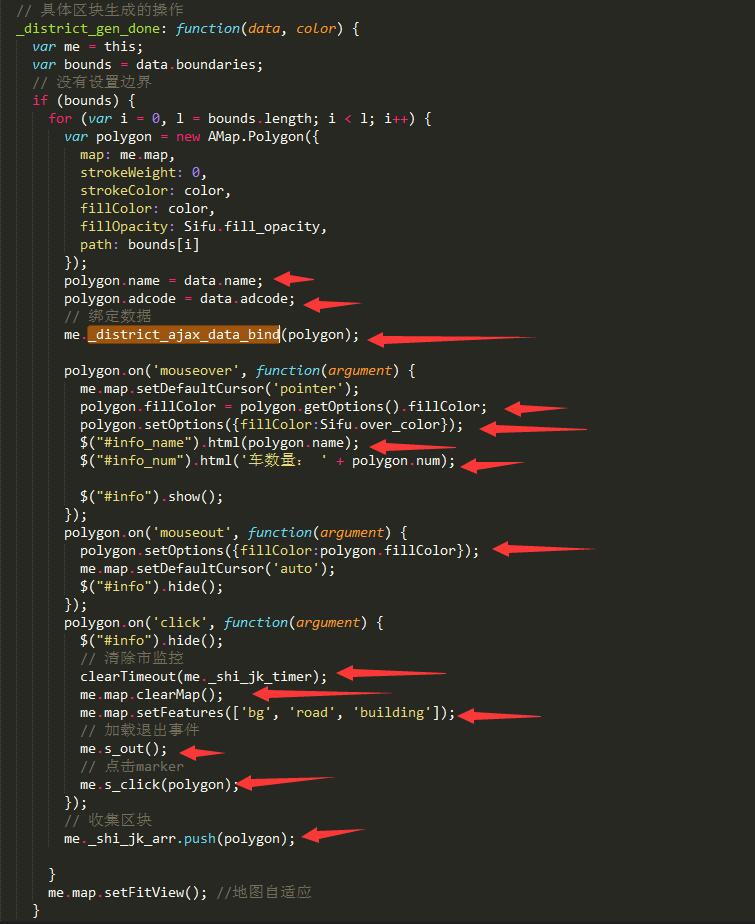 // 具体区块生成的操作
_district_gen_done: function(data, color) {
var me = this;
var bounds = data.boundaries;
// 没有设置边界
if (bounds) {
for (var i = 0, l = bounds.length; i < l; i++) {
var polygon = new AMap.Polygon({
map: me.map,
strokeWeight: 0,
strokeColor: color,
fillColor: color,
fillOpacity: Sifu.fill_opacity,
path: bounds[i]
});
polygon.name = data.name;
polygon.adcode = data.adcode;
// 绑定数据
me._district_ajax_data_bind(polygon);
polygon.on('mouseover', function(argument) {
me.map.setDefaultCursor('pointer');
polygon.fillColor = polygon.getOptions().fillColor;
polygon.setOptions({fillColor:Sifu.over_color});
$("#info_name").html(polygon.name);
$("#info_num").html('车数量： ' + polygon.num);
$("#info").show();
});
polygon.on('mouseout', function(argument) {
polygon.setOptions({fillColor:polygon.fillColor});
me.map.setDefaultCursor('auto');
$("#info").hide();
});
polygon.on('click', function(argument) {
$("#info").hide();
// 清除市监控
clearTimeout(me._shi_jk_timer);
me.map.clearMap();
me.map.setFeatures(['bg', 'road', 'building']);
// 加载退出事件
me.s_out();
// 点击marker
me.s_click(polygon);
});
// 收集区块
me._shi_jk_arr.push(polygon);
}
me.map.setFitView(); //地图自适应
}